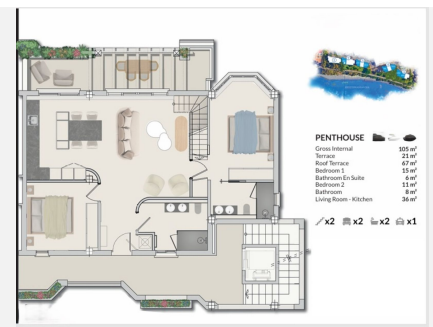 PENTHOUSE
Gross Internal 105 m²
Terrace 21 m²
Roof Terrace 67 m²
Bedroom 1 15 m²
Bathroom En Suite 6 m²
Bedroom 2 11 m²
Bathroom 8 m²
Living Room - Kitchen 36 m²
x2 x2 x2 x1